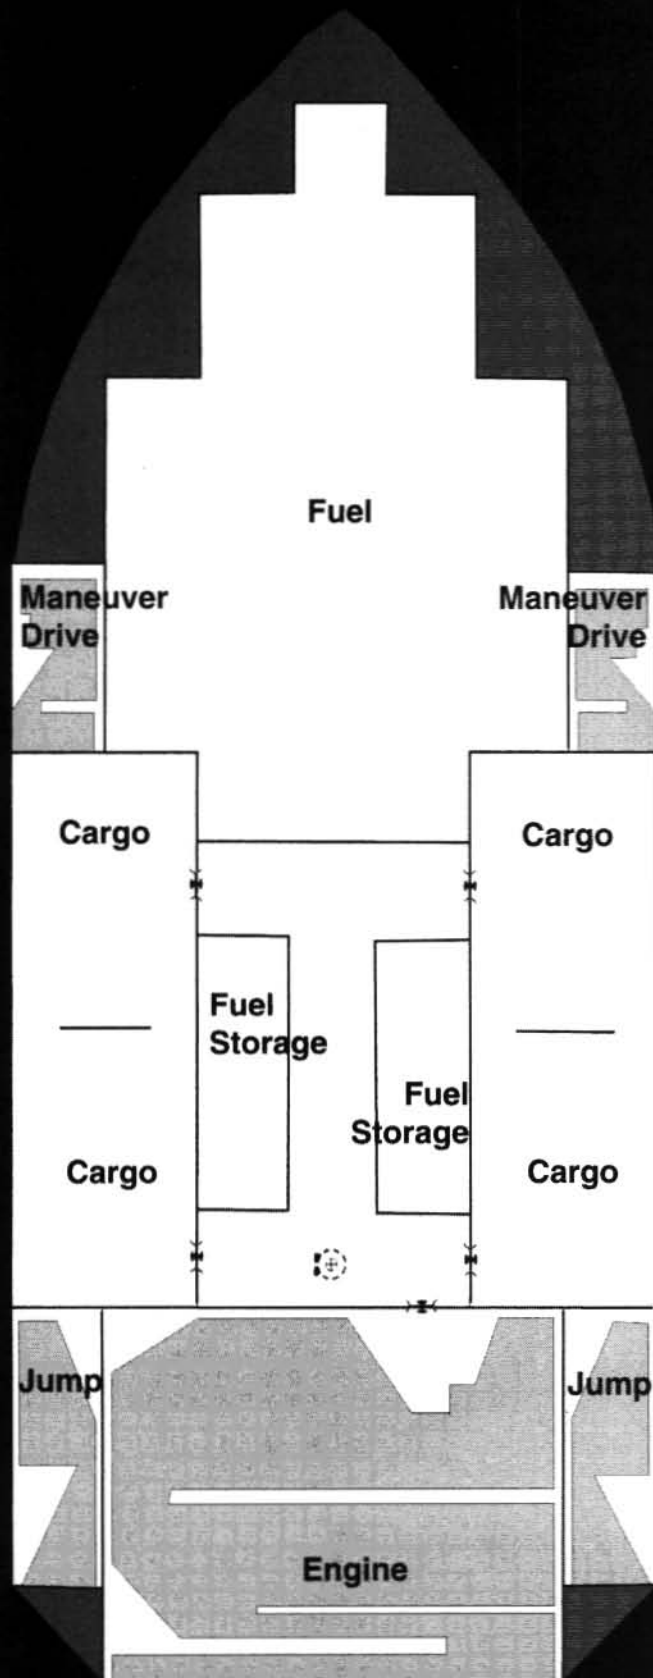 Fuel
Maneuver
Drive
Maneuver
Drive
Cargo
Cargo
Fuel
Storage
Fuel
Storage
Cargo
Cargo
Jump
Jump
Engine